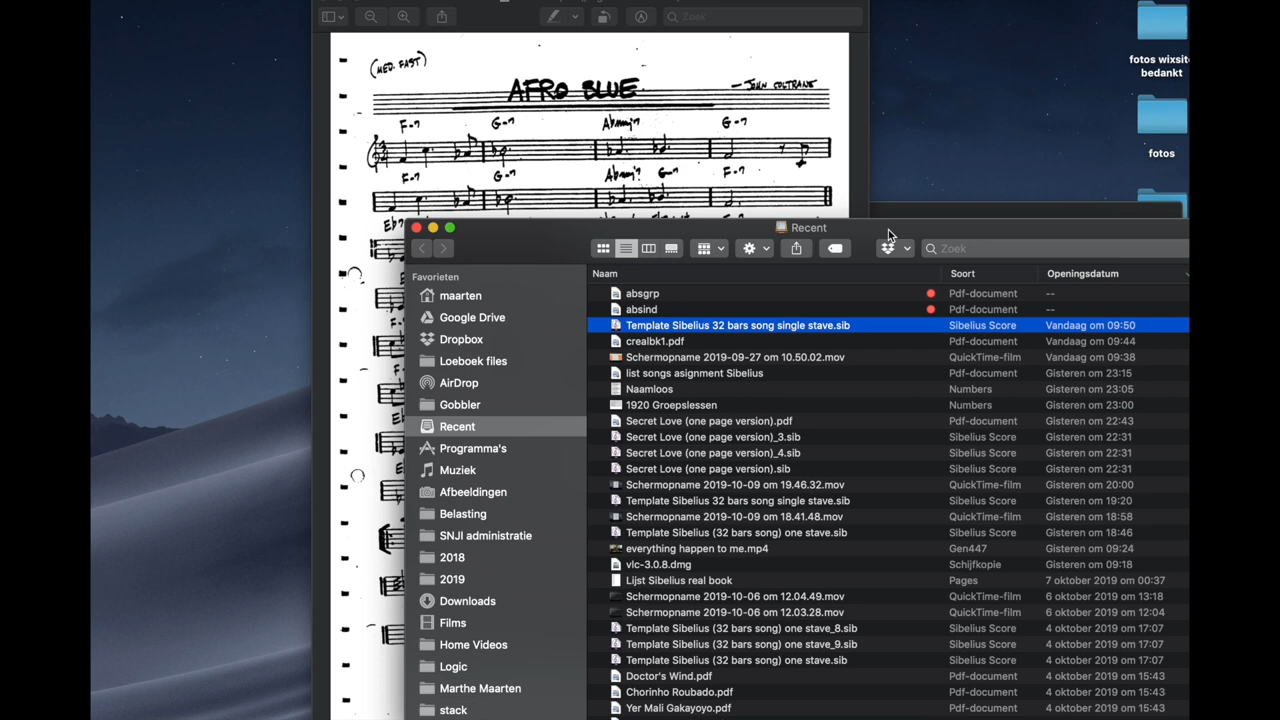 Zoek
(MED. FAST)
AFRO BLUE
— JOHN COLTRANE
F-7 G-7 Abmaj7 G-7
F-7 G-7 Abmaj7 G-7 F-7
Eb7
fotos wixsite
bedankt
fotos
Recent
Zoek
Favorieten
maarten
Google Drive
Dropbox
Loeboek files
AirDrop
Gobbler
Recent
Programma's
Muziek
Afbeeldingen
Belasting
SNJI administratie
2018
2019
Downloads
Films
Home Videos
Logic
Marthe Maarten
stack
Naam Soort Openingsdatum
absgrp Pdf-document --
absind Pdf-document --
Template Sibelius 32 bars song single stave.sib Sibelius Score Vandaag om 09:50
crealbk1.pdf Pdf-document Vandaag om 09:44
Schermopname 2019-09-27 om 10.50.02.mov QuickTime-film Vandaag om 09:38
list songs asignment Sibelius Pdf-document Gisteren om 23:15
Naamloos Numbers Gisteren om 23:05
1920 Groepslessen Numbers Gisteren om 23:00
Secret Love (one page version).pdf Pdf-document Gisteren om 22:43
Secret Love (one page version)_3.sib Sibelius Score Gisteren om 22:31
Secret Love (one page version)_4.sib Sibelius Score Gisteren om 22:31
Secret Love (one page version).sib Sibelius Score Gisteren om 22:31
Schermopname 2019-10-09 om 19.46.32.mov QuickTime-film Gisteren om 20:00
Template Sibelius 32 bars song single stave.sib Sibelius Score Gisteren om 19:20
Schermopname 2019-10-09 om 18.41.48.mov QuickTime-film Gisteren om 18:58
Template Sibelius (32 bars song) one stave.sib Sibelius Score Gisteren om 18:46
everything happen to me.mp4 Gen447 Gisteren om 09:24
vlc-3.0.8.dmg Schijfkopie Gisteren om 09:18
Lijst Sibelius real book Pages 7 oktober 2019 om 00:37
Schermopname 2019-10-06 om 12.04.49.mov QuickTime-film 6 oktober 2019 om 13:18
Schermopname 2019-10-06 om 12.03.28.mov QuickTime-film 6 oktober 2019 om 12:04
Template Sibelius (32 bars song) one stave_8.sib Sibelius Score 4 oktober 2019 om 17:07
Template Sibelius (32 bars song) one stave_9.sib Sibelius Score 4 oktober 2019 om 17:07
Template Sibelius (32 bars song) one stave.sib Sibelius Score 4 oktober 2019 om 17:07
Doctor's Wind.pdf Pdf-document 4 oktober 2019 om 15:43
Chorinho Roubado.pdf Pdf-document 4 oktober 2019 om 15:43
Yer Mali Gakayoyo.pdf Pdf-document 4 oktober 2019 om 15:43